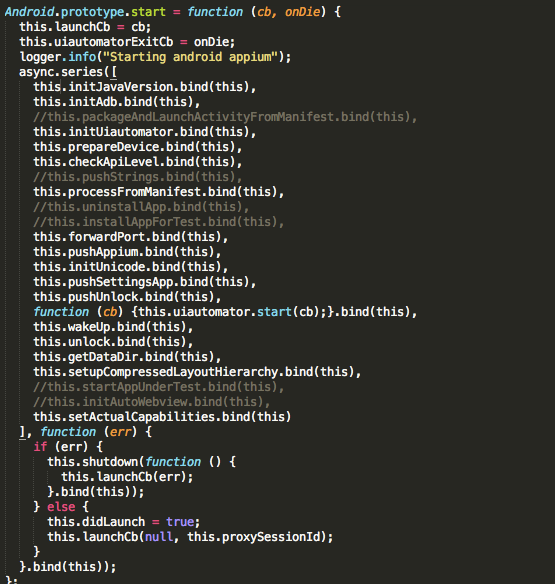 Android.prototype.start = function (cb, onDie) {
  this.launchCb = cb;
  this.uiautomatorExitCb = onDie;
  logger.info("Starting android appium");
  async.series([
    this.initJavaVersion.bind(this),
    this.initAdb.bind(this),
    //this.packageAndLaunchActivityFromManifest.bind(this),
    this.initUiautomator.bind(this),
    this.prepareDevice.bind(this),
    this.checkApiLevel.bind(this),
    //this.pushStrings.bind(this),
    this.processFromManifest.bind(this),
    //this.uninstallApp.bind(this),
    //this.installAppForTest.bind(this),
    this.forwardPort.bind(this),
    this.pushAppium.bind(this),
    this.initUnicode.bind(this),
    this.pushSettingsApp.bind(this),
    this.pushUnlock.bind(this),
    function (cb) {this.uiautomator.start(cb);}.bind(this),
    this.wakeUp.bind(this),
    this.unlock.bind(this),
    this.getDataDir.bind(this),
    this.setupCompressedLayoutHierarchy.bind(this),
    //this.startAppUnderTest.bind(this),
    //this.initAutoWebview.bind(this),
    this.setActualCapabilities.bind(this)
  ], function (err) {
    if (err) {
      this.shutdown(function () {
        this.launchCb(err);
      }.bind(this));
    } else {
      this.didLaunch = true;
      this.launchCb(null, this.proxySessionId);
    }
  }.bind(this));
};